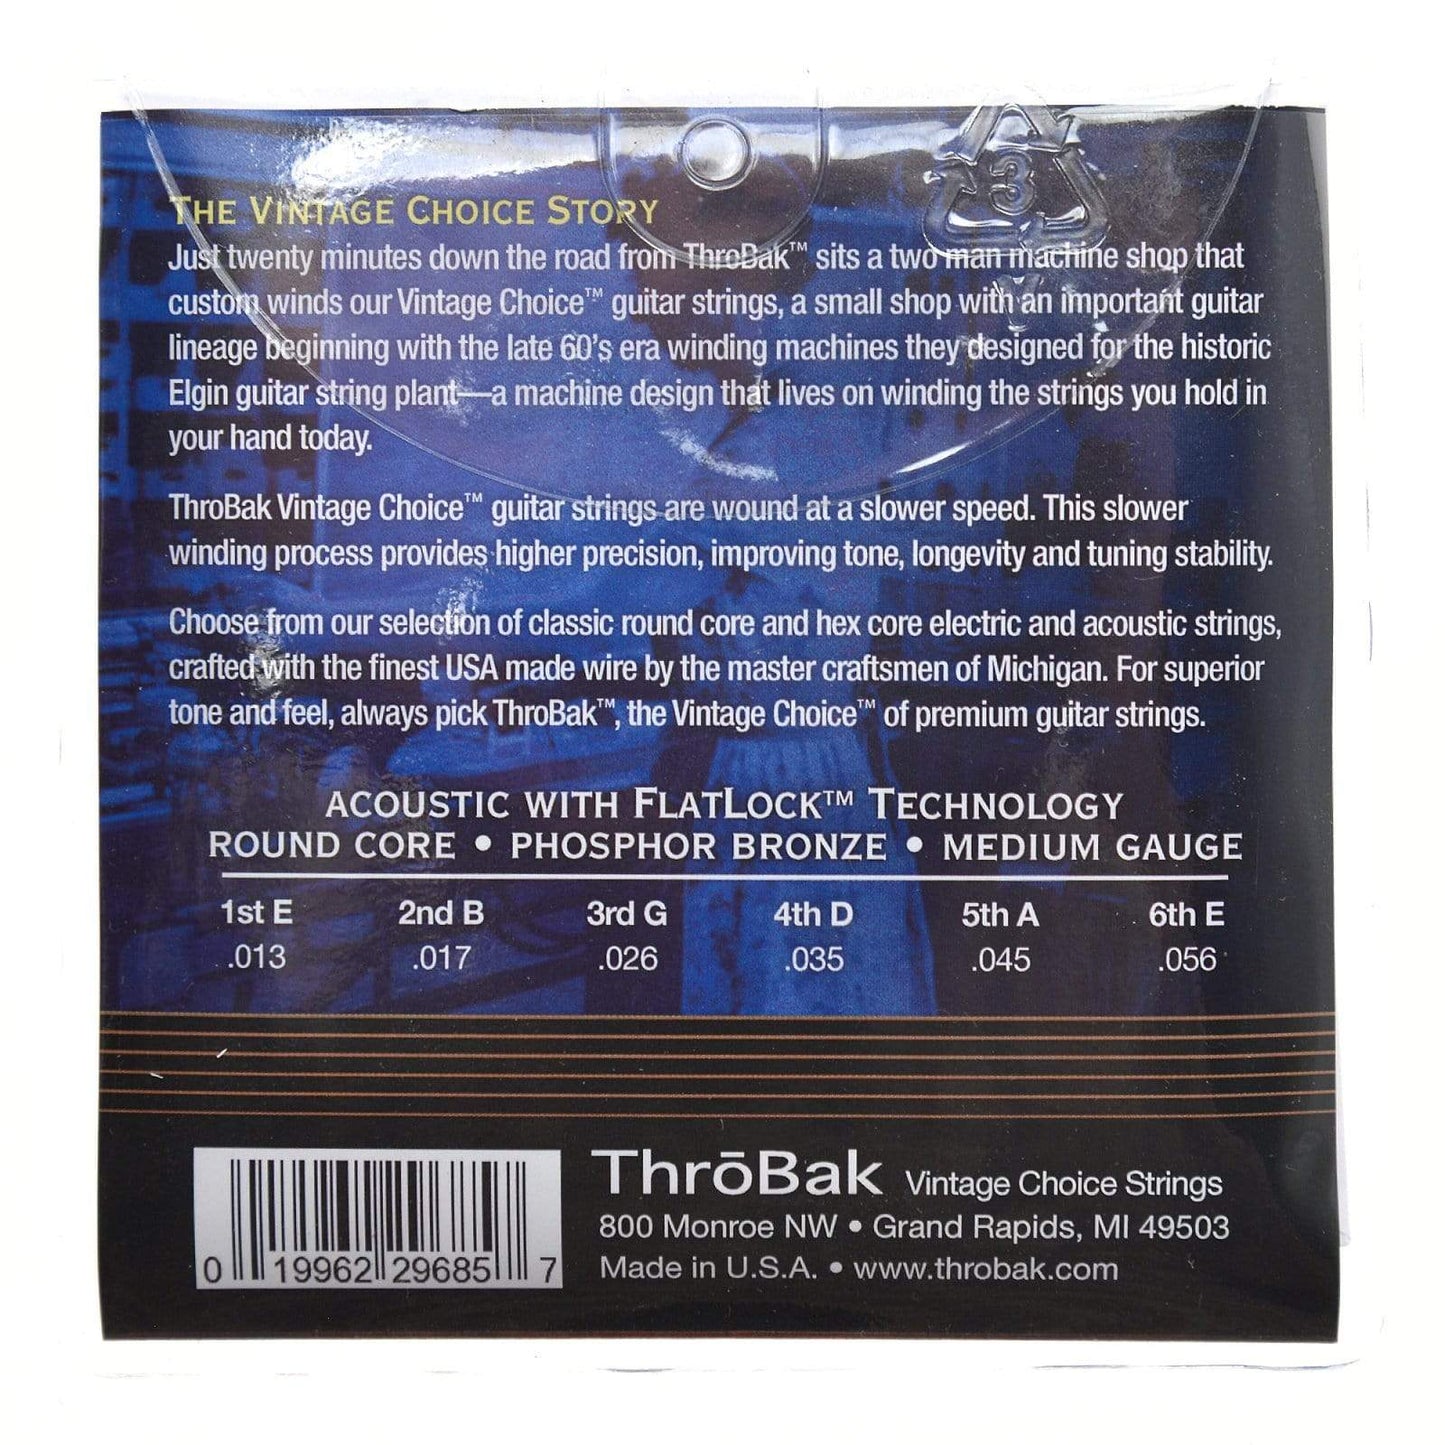 3
THE VINTAGE CHOICE STORY
Just twenty minutes down the road from ThroBak™ sits a two man machine shop that
custom winds our Vintage Choice™ guitar strings, a small shop with an important guitar
lineage beginning with the late 60's era winding machines they designed for the historic
Elgin guitar string plant—a machine design that lives on winding the strings you hold in
your hand today.
ThroBak Vintage Choice™ guitar strings are wound at a slower speed. This slower
winding process provides higher precision, improving tone, longevity and tuning stability.
Choose from our selection of classic round core and hex core electric and acoustic strings,
crafted with the finest USA made wire by the master craftsmen of Michigan. For superior
tone and feel, always pick ThroBak™, the Vintage Choice™ of premium guitar strings.
ACOUSTIC WITH FLATLOCK™ TECHNOLOGY
ROUND CORE • PHOSPHOR BRONZE • MEDIUM GAUGE
1st E 2nd B 3rd G 4th D 5th A 6th E
.013 .017 .026 .035 .045 .056
ThrōBak Vintage Choice Strings
800 Monroe NW • Grand Rapids, MI 49503
Made in U.S.A. • www.throbak.com
0 19962 29685 7